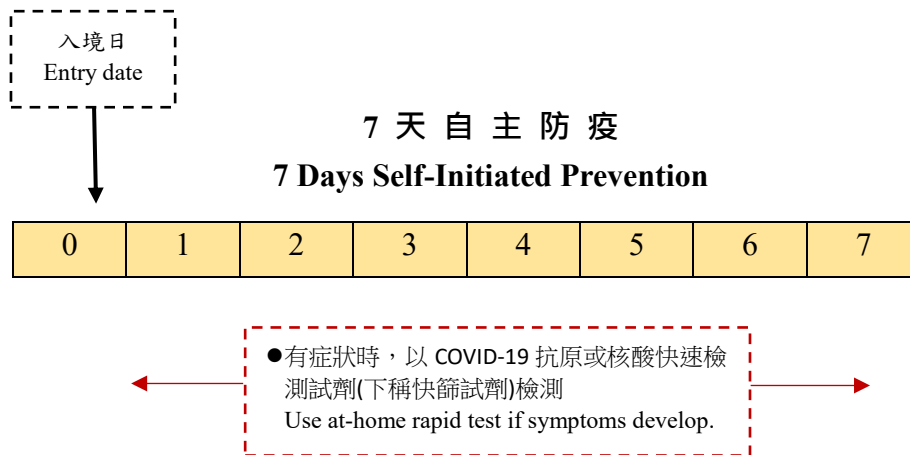 入境日
Entry date
7 天 自 主 防 疫
7 Days Self-Initiated Prevention
0 1 2 3 4 5 6 7
●有症狀時，以 COVID-19 抗原或核酸快速檢
測試劑(下稱快篩試劑)檢測
Use at-home rapid test if symptoms develop.